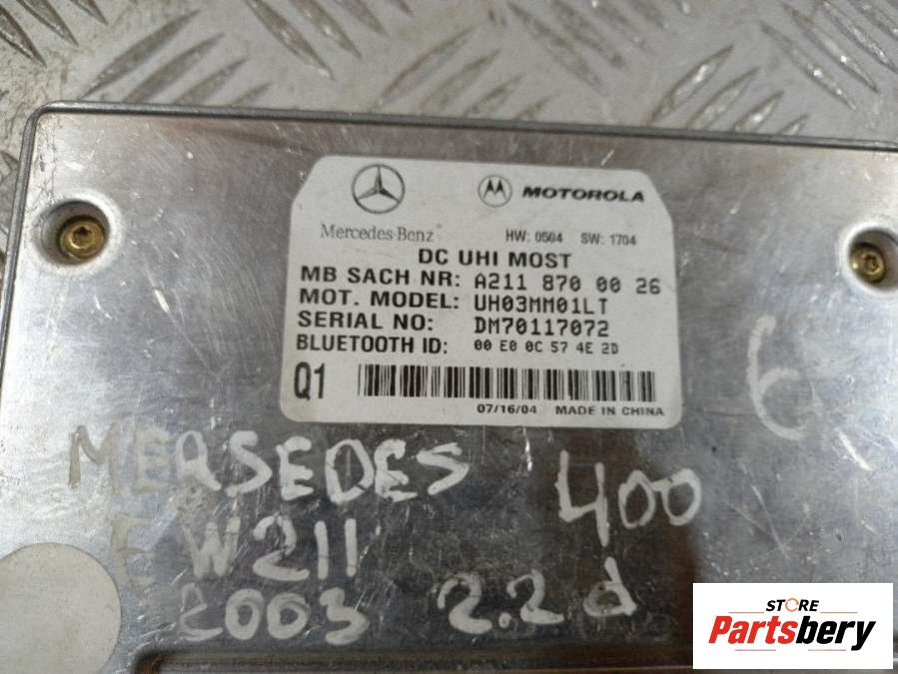 Mercedes-Benz
MOTOROLA
HW: 0504 SW: 1704
DC UHI MOST
MB SACH NR: A211 870 00 26
MOT. MODEL: UH03MM01LT
SERIAL NO: DM70117072
BLUETOOTH ID: 00 E0 0C 57 4E 2D
Q1
07/16/04 MADE IN CHINA
6
MERSEDES 400
E W211
2003 2.2d
STORE
Partsbery